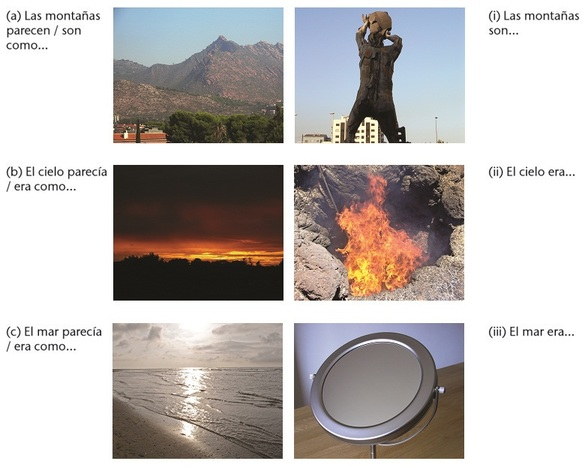 (a) Las montañas
parecen / son
como...
(i) Las montañas
son...
(b) El cielo parecía
/ era como...
(ii) El cielo era...
(c) El mar parecía
/ era como...
(iii) El mar era...